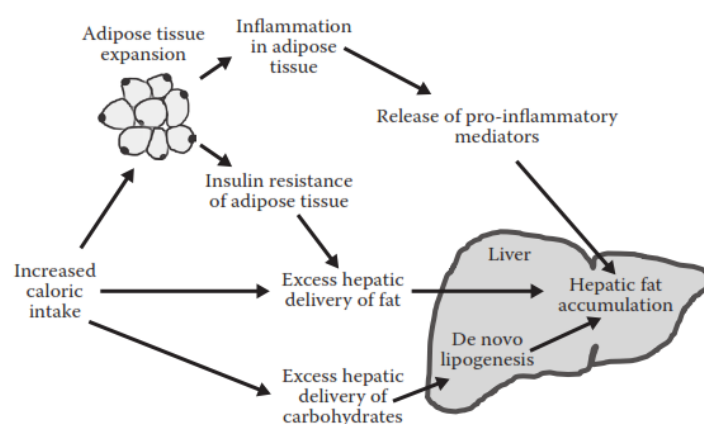 Adipose tissue
expansion
Inflammation
in adipose
tissue
Release of pro-inflammatory
mediators
Insulin resistance
of adipose tissue
Increased
caloric
intake
Excess hepatic
delivery of fat
Liver
Hepatic fat
accumulation
De novo
lipogenesis
Excess hepatic
delivery of
carbohydrates